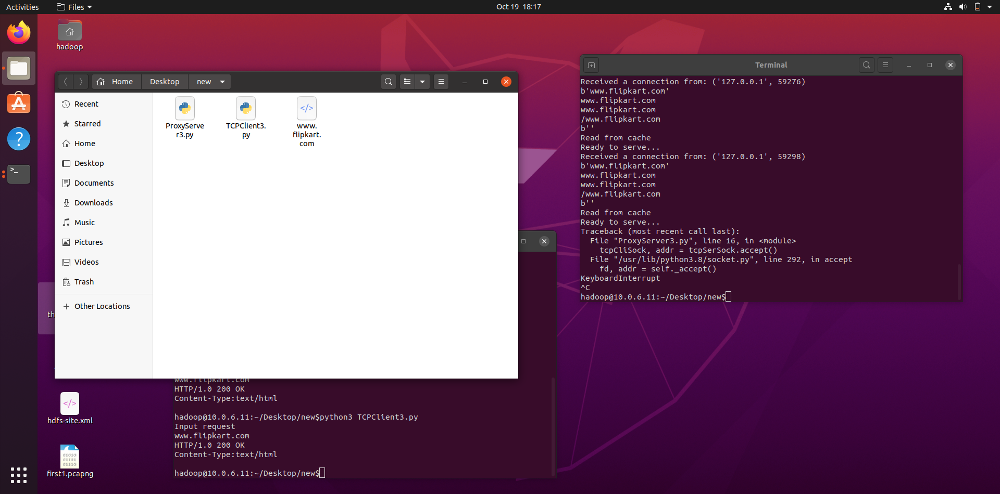 Activities
Files
Oct 19 18:17
hadoop
Home
Desktop
new
Recent
Starred
Home
Desktop
Documents
Downloads
Music
Pictures
Videos
Trash
Other Locations
ProxyServe
r3.py
TCPClient3.
py
www.
flipkart.
com
th
hdfs-site.xml
01010
01101
01110
first1.pcapng
www.flipkart.com
HTTP/1.0 200 OK
Content-Type:text/html
hadoop@10.0.6.11:~/Desktop/new$python3 TCPClient3.py
Input request
www.flipkart.com
HTTP/1.0 200 OK
Content-Type:text/html
hadoop@10.0.6.11:~/Desktop/new$
Terminal
Received a connection from: ('127.0.0.1', 59276)
b'www.flipkart.com'
www.flipkart.com
www.flipkart.com
/www.flipkart.com
b''
Read from cache
Ready to serve...
Received a connection from: ('127.0.0.1', 59298)
b'www.flipkart.com'
www.flipkart.com
www.flipkart.com
/www.flipkart.com
b''
Read from cache
Ready to serve...
Traceback (most recent call last):
  File "ProxyServer3.py", line 16, in <module>
    tcpCliSock, addr = tcpSerSock.accept()
  File "/usr/lib/python3.8/socket.py", line 292, in accept
    fd, addr = self._accept()
KeyboardInterrupt
^C
hadoop@10.0.6.11:~/Desktop/new$